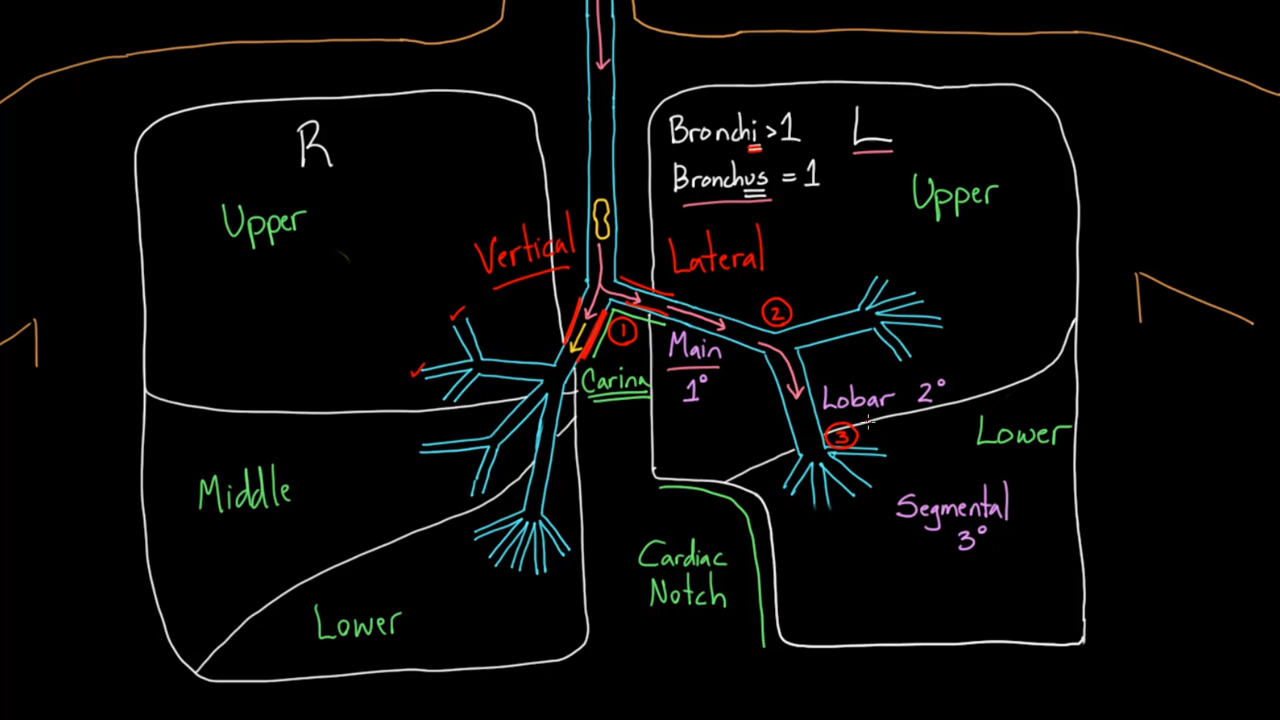 R
Upper
Middle
Lower
Vertical
Carina
Bronchi >1
Bronchus = 1
L
Upper
Lateral
1
2
Main
1°
Lobar 2°
3
Lower
Segmental
3°
Cardiac
Notch